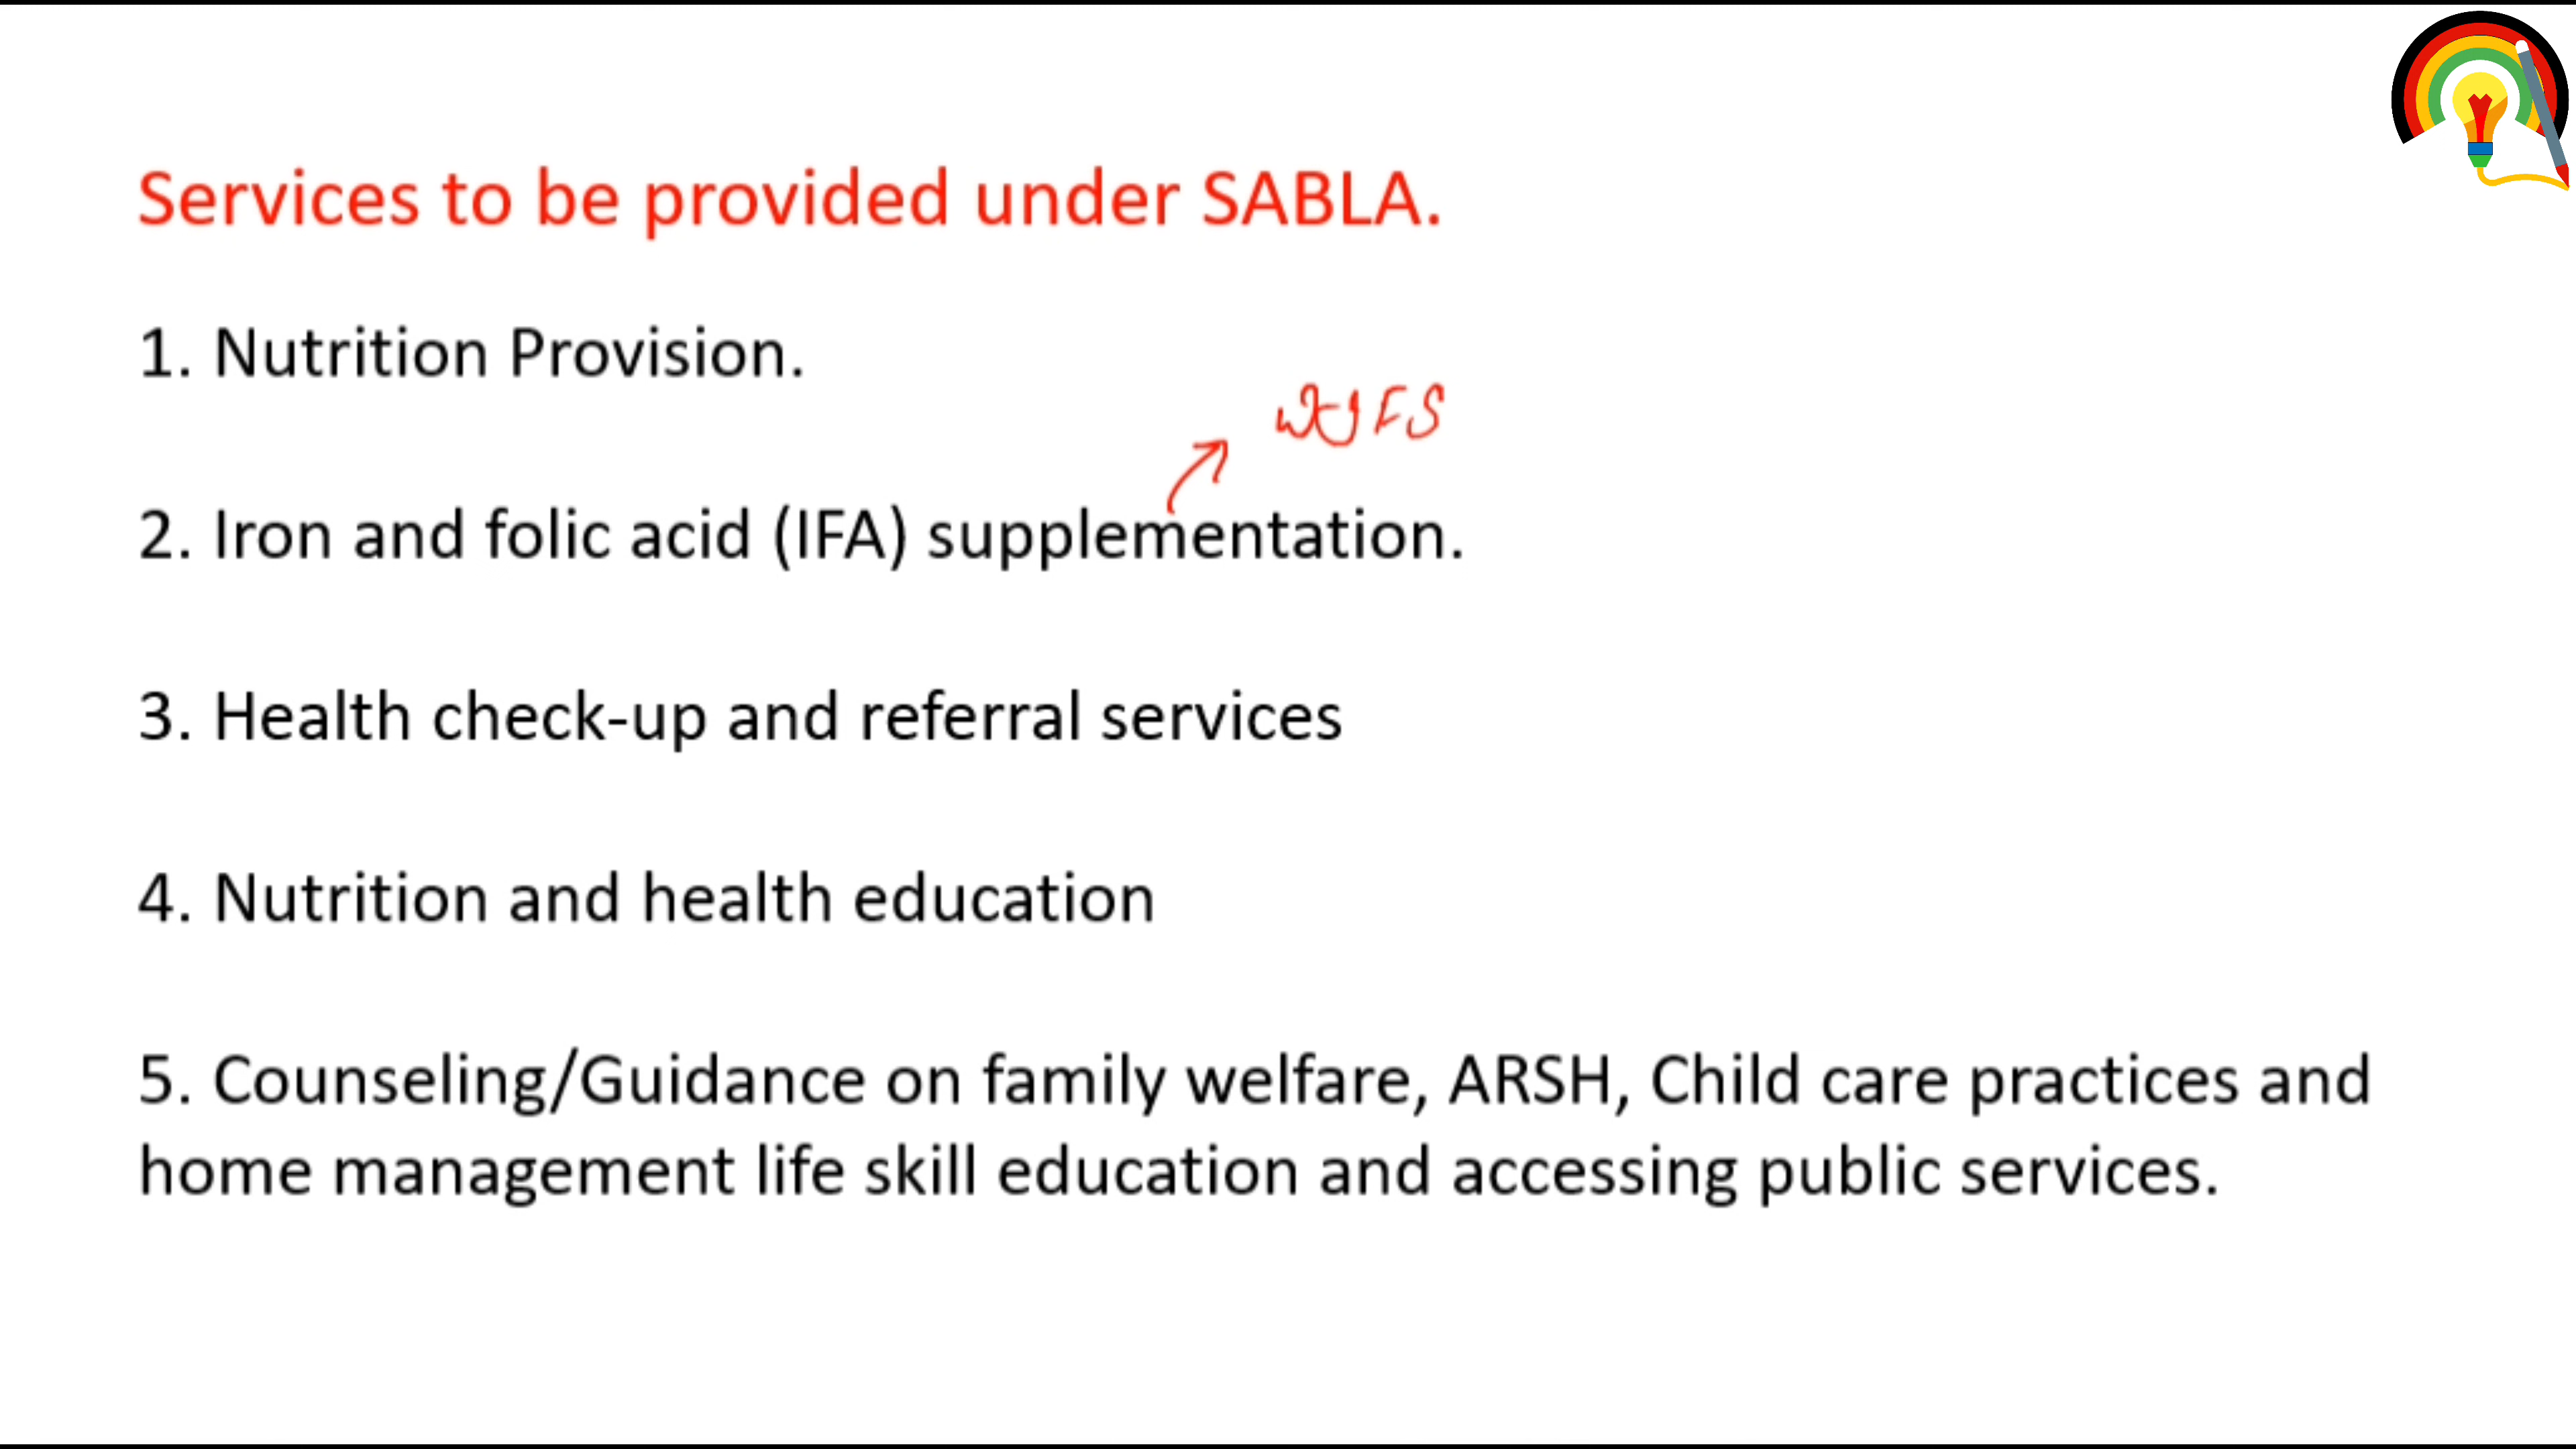 Services to be provided under SABLA.
1. Nutrition Provision.
2. Iron and folic acid (IFA) supplementation.
3. Health check-up and referral services
4. Nutrition and health education
5. Counseling/Guidance on family welfare, ARSH, Child care practices and
home management life skill education and accessing public services.